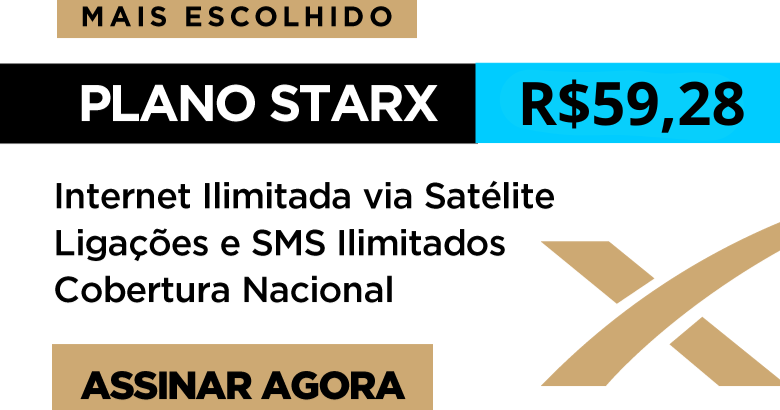 MAIS ESCOLHIDO
PLANO STARX R$59,28
Internet Ilimitada via Satélite
Ligações e SMS Ilimitados
Cobertura Nacional
ASSINAR AGORA